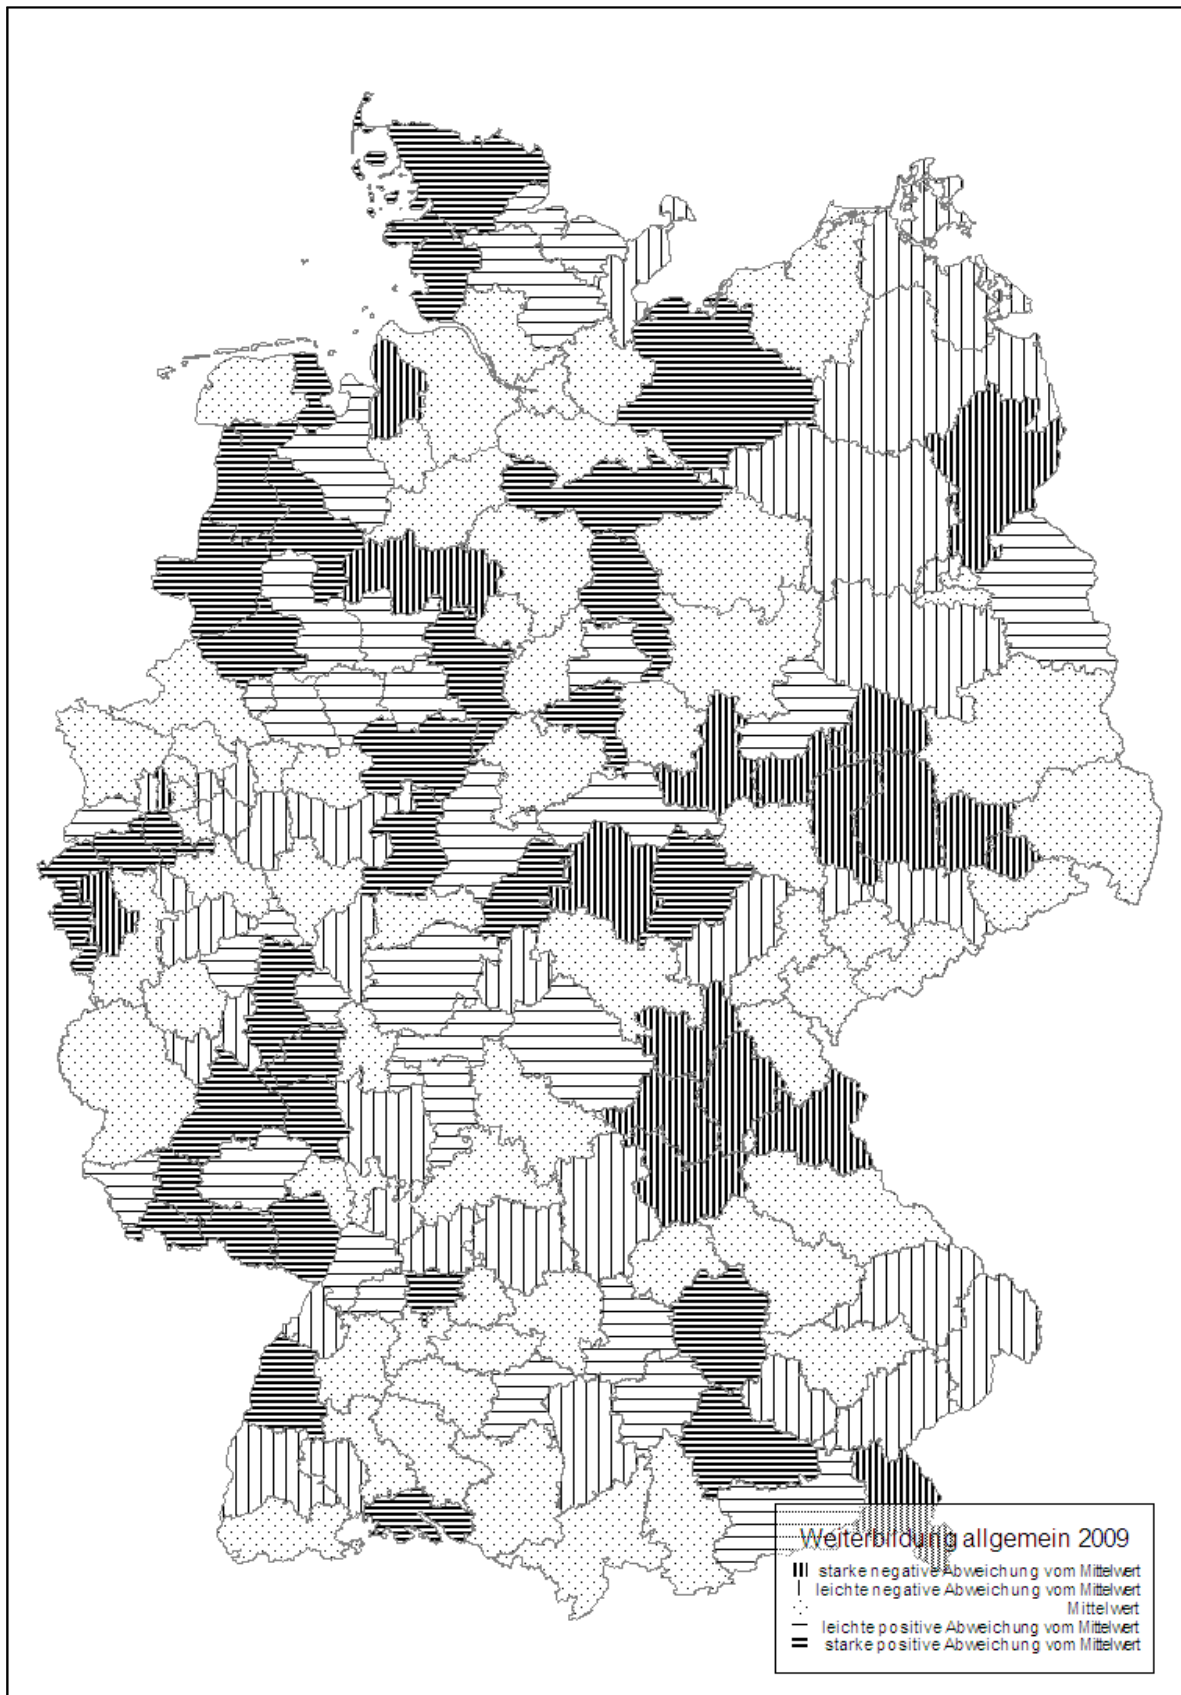 Weiterbildung allgemein 2009
starke negative Abweichung vom Mittelwert
leichte negative Abweichung vom Mittelwert
Mittelwert
leichte positive Abweichung vom Mittelwert
starke positive Abweichung vom Mittelwert